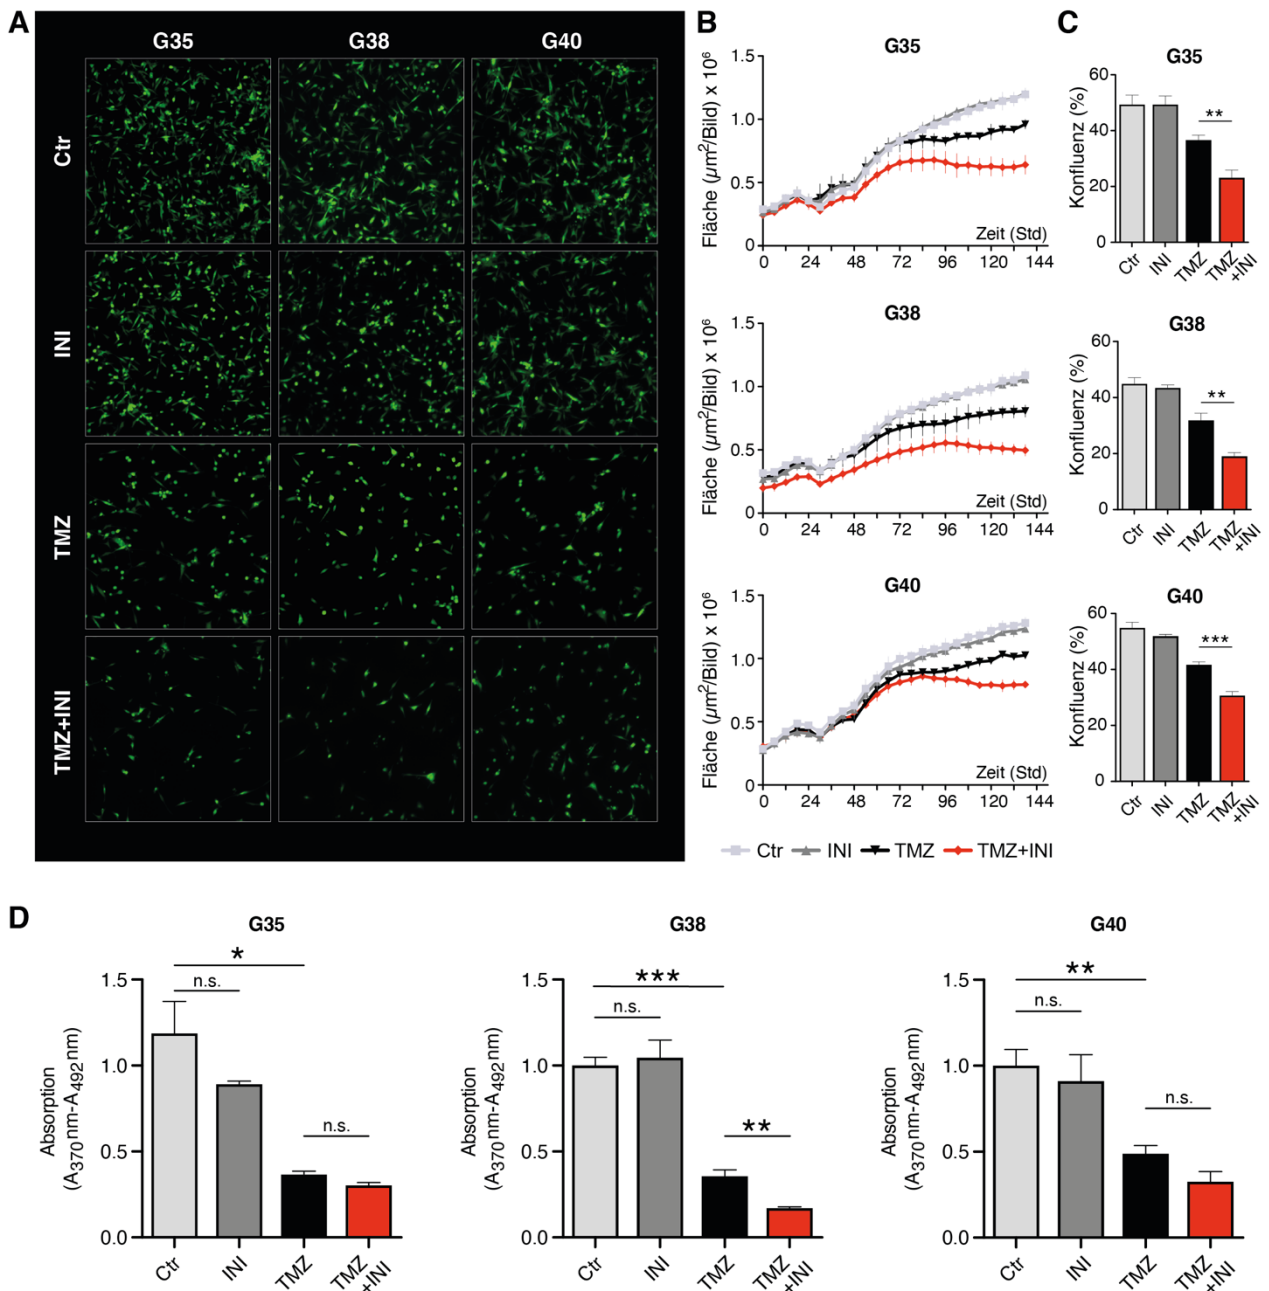 A
G35 G38 G40
Ctr
INI
TMZ
TMZ+INI
B
G35
Fläche (µm²/Bild) x 10⁶
1.5
1.0
0.5
0
Zeit (Std)
0 24 48 72 96 120 144
G38
Fläche (µm²/Bild) x 10⁶
1.5
1.0
0.5
0
Zeit (Std)
0 24 48 72 96 120 144
G40
Fläche (µm²/Bild) x 10⁶
1.5
1.0
0.5
0
Zeit (Std)
0 24 48 72 96 120 144
Ctr INI TMZ TMZ+INI
C
G35
Konfluenz (%)
60
40
20
0
**
Ctr INI TMZ TMZ
+INI
G38
Konfluenz (%)
60
40
20
0
**
Ctr INI TMZ TMZ
+INI
G40
Konfluenz (%)
60
40
20
0
***
Ctr INI TMZ TMZ
+INI
D
G35
Absorption
(A₃₇₀nm-A₄₉₂nm)
1.5
1.0
0.5
0.0
*
n.s.
n.s.
Ctr INI TMZ TMZ
+INI
G38
Absorption
(A₃₇₀nm-A₄₉₂nm)
1.5
1.0
0.5
0.0
***
n.s.
**
Ctr INI TMZ TMZ
+INI
G40
Absorption
(A₃₇₀nm-A₄₉₂nm)
1.5
1.0
0.5
0.0
**
n.s.
n.s.
Ctr INI TMZ TMZ
+INI